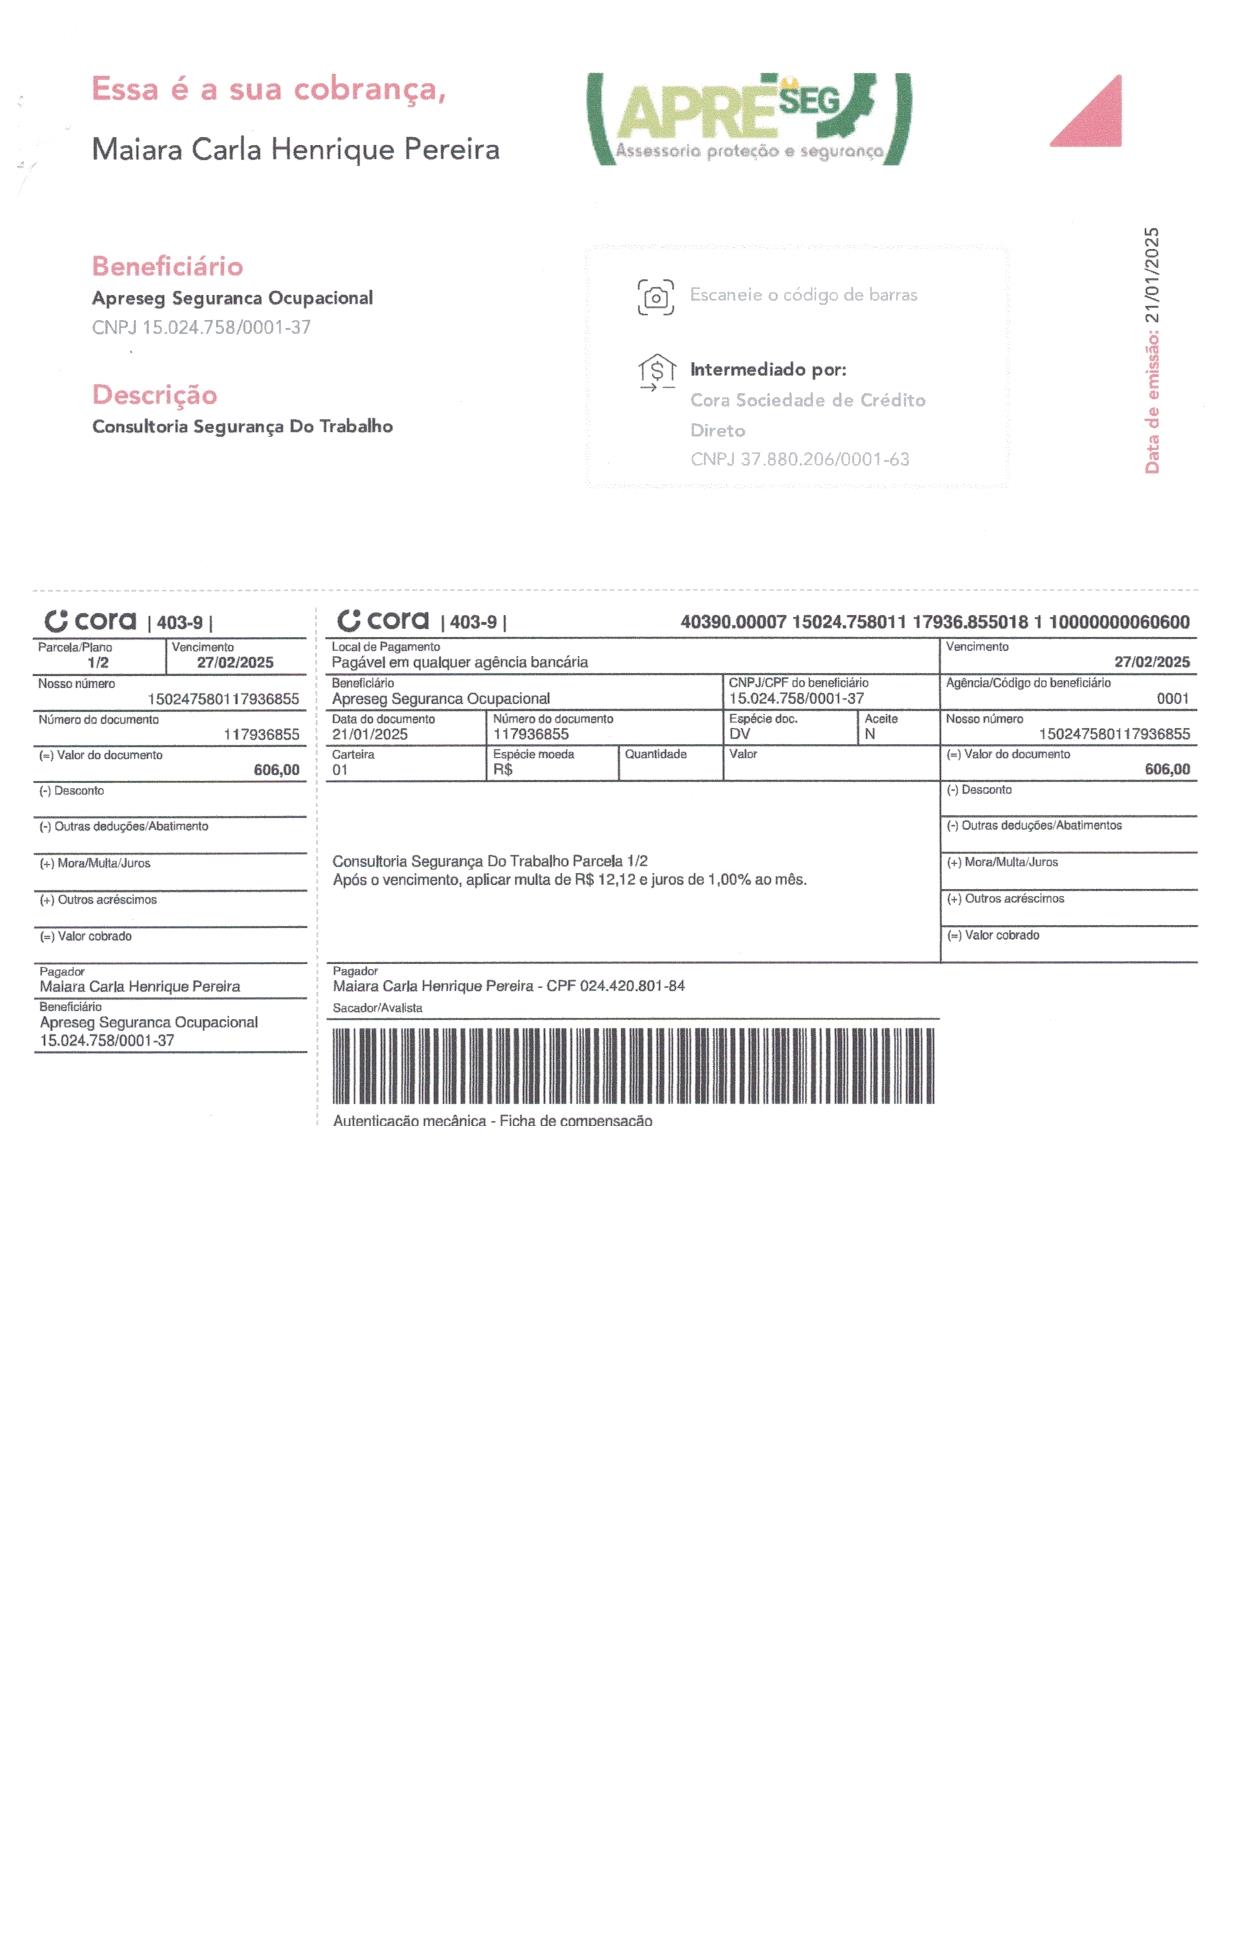 Essa é a sua cobrança,
Maiara Carla Henrique Pereira
APRESEG
Assessoria proteção e segurança
Data de emissão: 21/01/2025
Beneficiário
Apreseg Seguranca Ocupacional
CNPJ 15.024.758/0001-37
Descrição
Consultoria Segurança Do Trabalho
Escaneie o código de barras
Intermediado por:
Cora Sociedade de Crédito
Direto
CNPJ 37.880.206/0001-63
cora | 403-9 |
Parcela/Plano
1/2
Vencimento
27/02/2025
Nosso número
150247580117936855
Número do documento
117936855
(=) Valor do documento
606,00
(-) Desconto
(-) Outras deduções/Abatimento
(+) Mora/Multa/Juros
(+) Outros acréscimos
(=) Valor cobrado
Pagador
Maiara Carla Henrique Pereira
Beneficiário
Apreseg Seguranca Ocupacional
15.024.758/0001-37
cora | 403-9 |
40390.00007 15024.758011 17936.855018 1 10000000060600
Local de Pagamento
Pagável em qualquer agência bancária
Vencimento
27/02/2025
Beneficiário
Apreseg Seguranca Ocupacional
CNPJ/CPF do beneficiário
15.024.758/0001-37
Agência/Código do beneficiário
0001
Data do documento
21/01/2025
Número do documento
117936855
Espécie doc.
DV
Aceite
N
Nosso número
150247580117936855
Carteira
01
Espécie moeda
R$
Quantidade
Valor
(=) Valor do documento
606,00
(-) Desconto
(-) Outras deduções/Abatimentos
(+) Mora/Multa/Juros
(+) Outros acréscimos
(=) Valor cobrado
Consultoria Segurança Do Trabalho Parcela 1/2
Após o vencimento, aplicar multa de R$ 12,12 e juros de 1,00% ao mês.
Pagador
Maiara Carla Henrique Pereira - CPF 024.420.801-84
Sacador/Avalista
Autenticação mecânica - Ficha de compensação